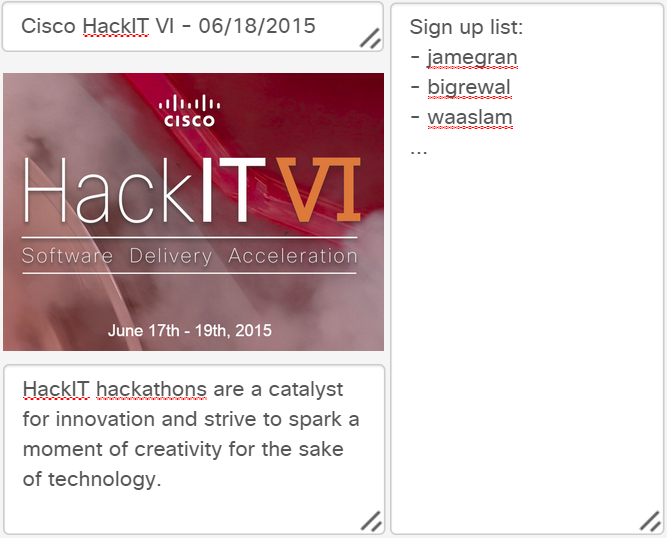 Cisco HackIT VI - 06/18/2015
CISCO
HackIT VI
Software Delivery Acceleration
June 17th - 19th, 2015
HackIT hackathons are a catalyst
for innovation and strive to spark a
moment of creativity for the sake
of technology.
Sign up list:
- jamegran
- bigrewal
- waaslam
...